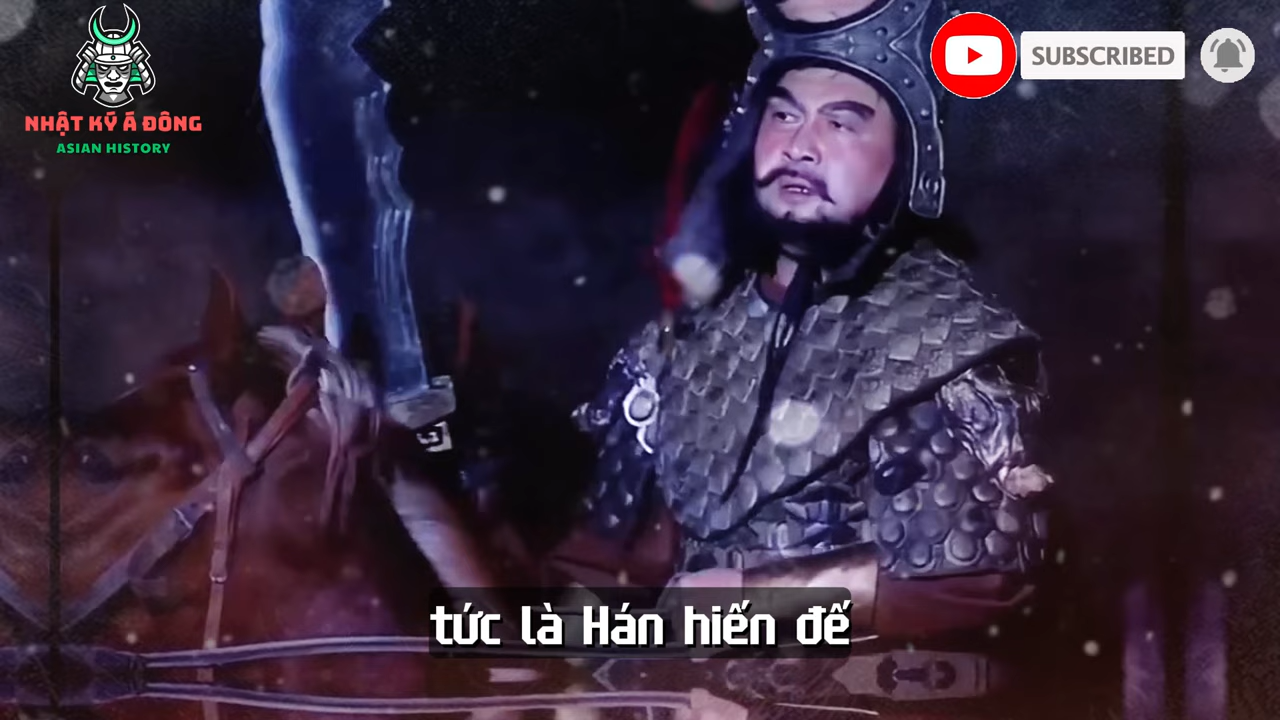 NHẬT KÝ Á ĐÔNG
ASIAN HISTORY
SUBSCRIBED
tức là Hán hiến đế